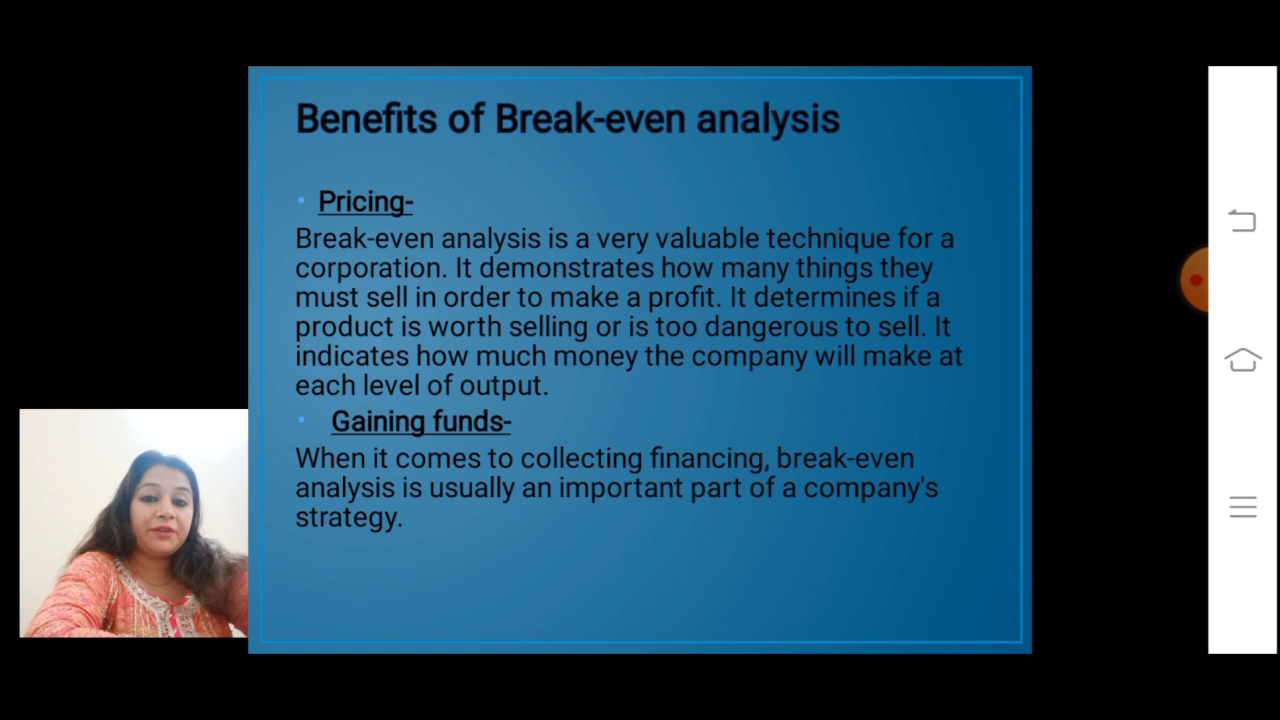 Benefits of Break-even analysis
• Pricing-
Break-even analysis is a very valuable technique for a
corporation. It demonstrates how many things they
must sell in order to make a profit. It determines if a
product is worth selling or is too dangerous to sell. It
indicates how much money the company will make at
each level of output.
• Gaining funds-
When it comes to collecting financing, break-even
analysis is usually an important part of a company's
strategy.